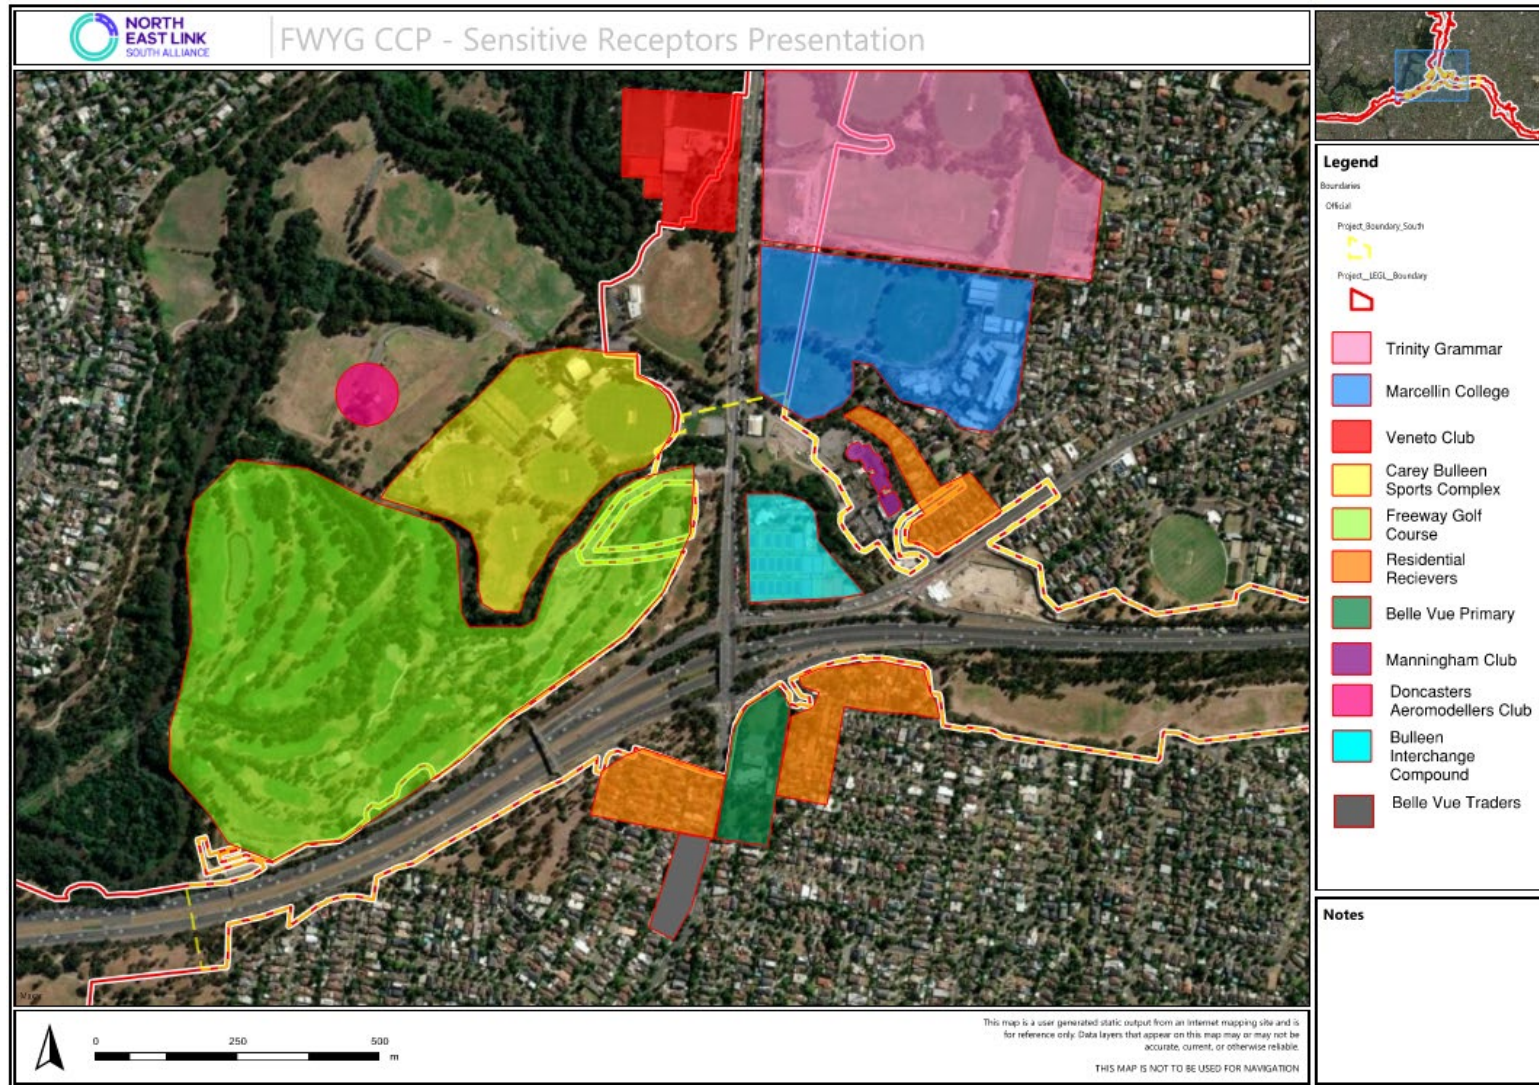 NORTH
EAST LINK
SOUTH ALLIANCE
FWYG CCP - Sensitive Receptors Presentation
Legend
Boundaries
Official
Project_Boundary_South
Project__LEGL__Boundary
Trinity Grammar
Marcellin College
Veneto Club
Carey Bulleen
Sports Complex
Freeway Golf
Course
Residential
Recievers
Belle Vue Primary
Manningham Club
Doncasters
Aeromodellers Club
Bulleen
Interchange
Compound
Belle Vue Traders
Notes
0 250 500
m
This map is a user generated static output from an Internet mapping site and is
for reference only. Data layers that appear on this map may or may not be
accurate, current, or otherwise reliable.
THIS MAP IS NOT TO BE USED FOR NAVIGATION